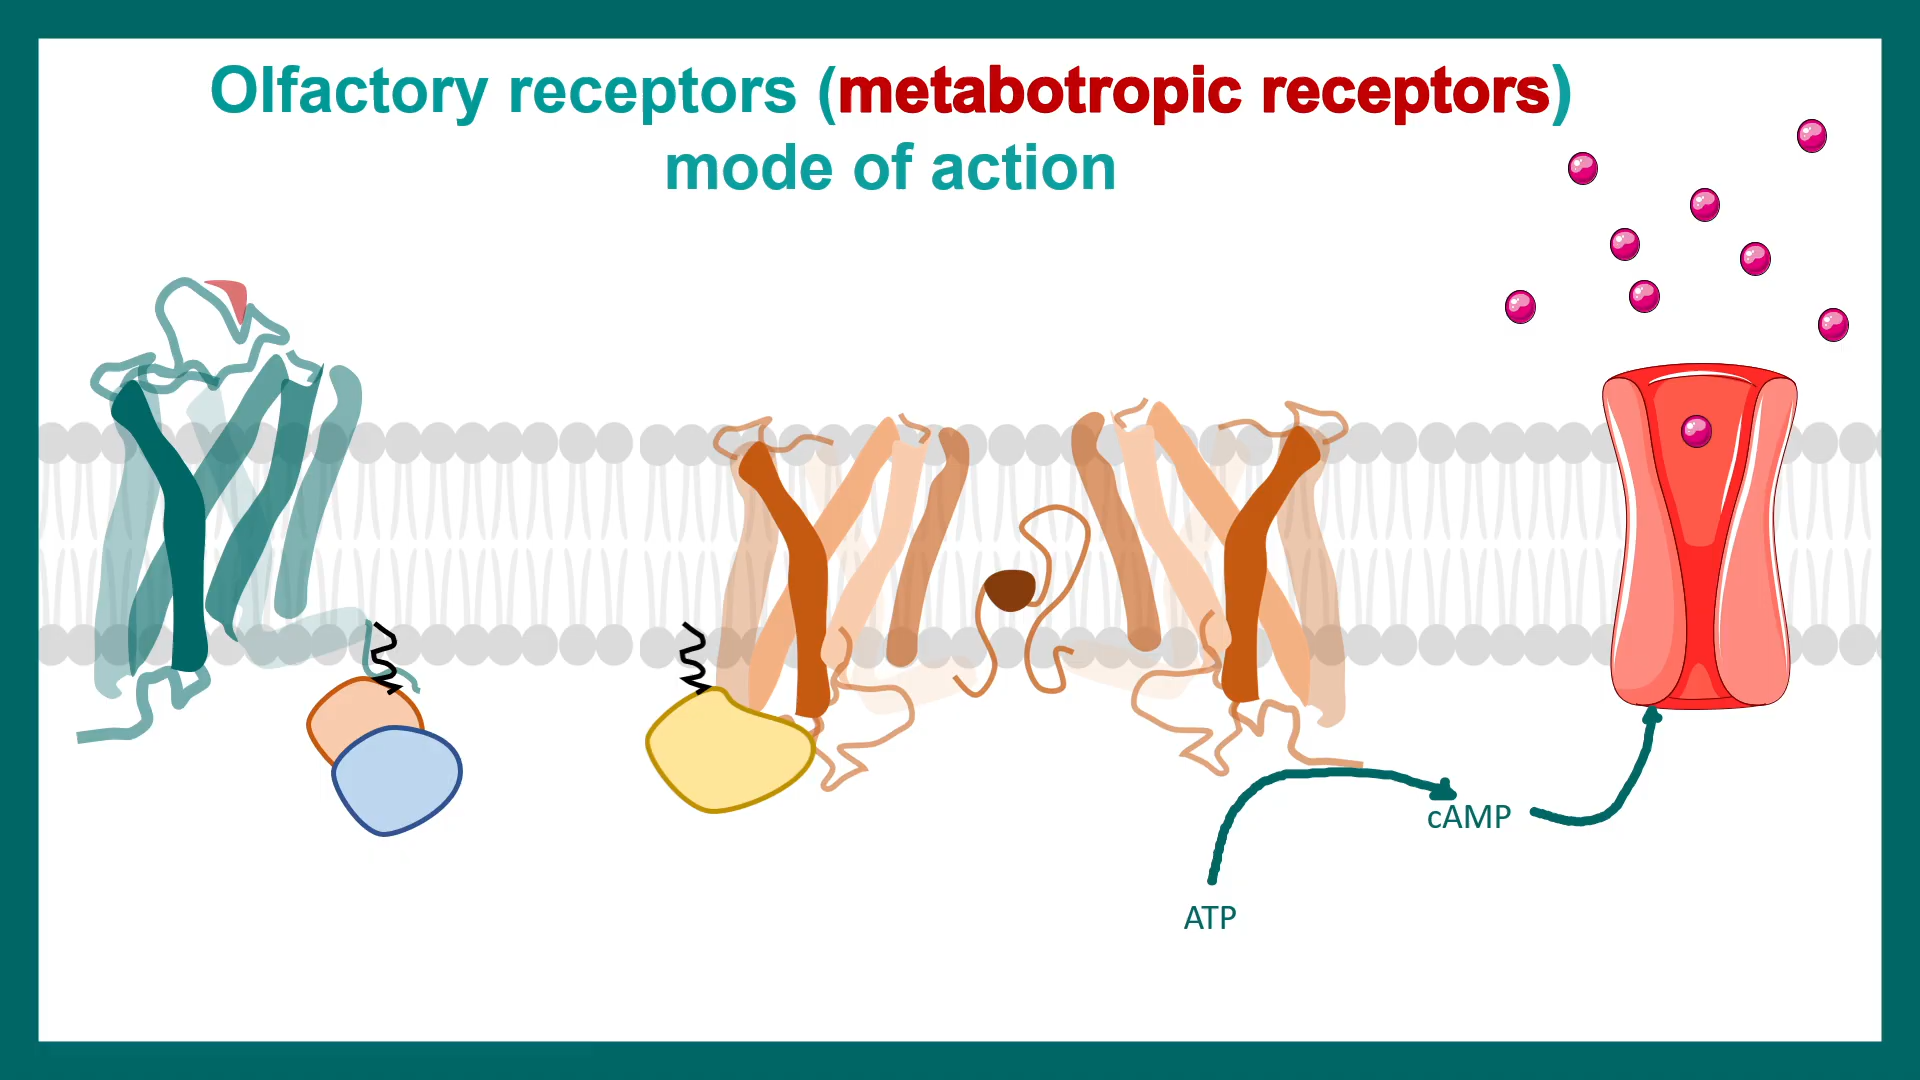 Olfactory receptors (metabotropic receptors)
mode of action
cAMP
ATP